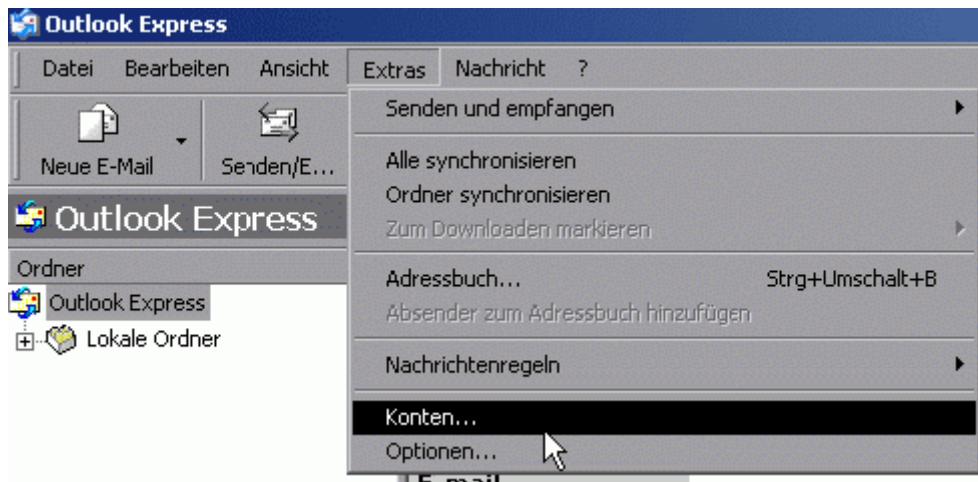 Outlook Express
Datei Bearbeiten Ansicht Extras Nachricht ?
Neue E-Mail Senden/E...
Outlook Express
Ordner
Outlook Express
Lokale Ordner
Senden und empfangen
Alle synchronisieren
Ordner synchronisieren
Zum Downloaden markieren
Adressbuch... Strg+Umschalt+B
Absender zum Adressbuch hinzufügen
Nachrichtenregeln
Konten...
Optionen...
E-mail